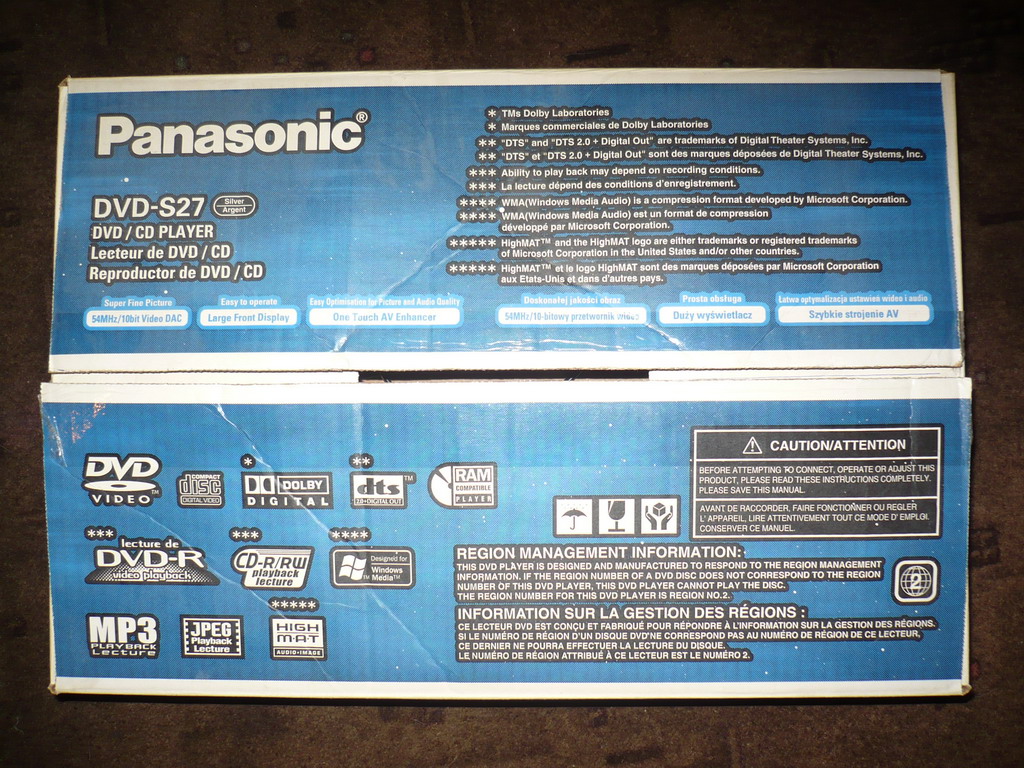 Panasonic®
DVD-S27 Silver Argent
DVD / CD PLAYER
Lecteur de DVD / CD
Reproductor de DVD / CD
* TMs Dolby Laboratories
* Marques commerciales de Dolby Laboratories
** "DTS" and "DTS 2.0 + Digital Out" are trademarks of Digital Theater Systems, Inc.
** "DTS" et "DTS 2.0 + Digital Out" sont des marques déposées de Digital Theater Systems, Inc.
*** Ability to play back may depend on recording conditions.
*** La lecture dépend des conditions d'enregistrement.
**** WMA(Windows Media Audio) is a compression format developed by Microsoft Corporation.
**** WMA(Windows Media Audio) est un format de compression
développé par Microsoft Corporation.
***** HighMAT™ and the HighMAT logo are either trademarks or registered trademarks
of Microsoft Corporation in the United States and/or other countries.
***** HighMAT™ et le logo HighMAT sont des marques déposées par Microsoft Corporation
aux Etats-Unis et dans d'autres pays.
Super Fine Picture
54MHz/10bit Video DAC
Easy to operate
Large Front Display
Easy Optimisation for Picture and Audio Quality
One Touch AV Enhancer
Doskonałej jakości obraz
54MHz/10-bitowy przetwornik wideo
Prosta obsługa
Duży wyświetlacz
Łatwa optymalizacja ustawień wideo i audio
Szybkie strojenie AV
DVD
VIDEO™
COMPACT
disc
DIGITAL VIDEO
*
DOLBY
DIGITAL
**
dts™
2.0+DIGITAL OUT
RAM
COMPATIBLE
PLAYER
***
lecture de
DVD-R
video playback
***
CD-R/RW
playback
lecture
****
Designed for
Windows
Media™
MP3
PLAYBACK
Lecture
JPEG
Playback
Lecture
*****
HIGH
M·AT
AUDIO+IMAGE
CAUTION/ATTENTION
BEFORE ATTEMPTING TO CONNECT, OPERATE OR ADJUST THIS
PRODUCT, PLEASE READ THESE INSTRUCTIONS COMPLETELY.
PLEASE SAVE THIS MANUAL.
AVANT DE RACCORDER, FAIRE FONCTIONNER OU REGLER
L' APPAREIL, LIRE ATTENTIVEMENT TOUT CE MODE D' EMPLOI.
CONSERVER CE MANUEL.
REGION MANAGEMENT INFORMATION:
THIS DVD PLAYER IS DESIGNED AND MANUFACTURED TO RESPOND TO THE REGION MANAGEMENT
INFORMATION. IF THE REGION NUMBER OF A DVD DISC DOES NOT CORRESPOND TO THE REGION
NUMBER OF THIS DVD PLAYER, THIS DVD PLAYER CANNOT PLAY THE DISC.
THE REGION NUMBER FOR THIS DVD PLAYER IS REGION NO.2.
2
INFORMATION SUR LA GESTION DES RÉGIONS :
CE LECTEUR DVD EST CONÇU ET FABRIQUÉ POUR RÉPONDRE À L'INFORMATION SUR LA GESTION DES RÉGIONS.
SI LE NUMÉRO DE RÉGION D'UN DISQUE DVD NE CORRESPOND PAS AU NUMÉRO DE RÉGION DE CE LECTEUR,
CE DERNIER NE POURRA EFFECTUER LA LECTURE DU DISQUE.
LE NUMÉRO DE RÉGION ATTRIBUÉ À CE LECTEUR EST LE NUMÉRO 2.